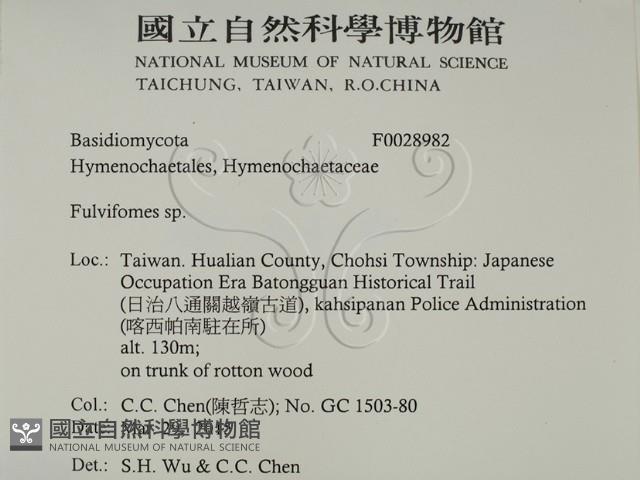 國立自然科學博物館
NATIONAL MUSEUM OF NATURAL SCIENCE
TAICHUNG, TAIWAN, R.O.CHINA
Basidiomycota F0028982
Hymenochaetales, Hymenochaetaceae
Fulvifomes sp.
Loc.: Taiwan. Hualian County, Chohsi Township: Japanese
Occupation Era Batongguan Historical Trail
(日治八通關越嶺古道), kahsipanan Police Administration
(喀西帕南駐在所)
alt. 130m;
on trunk of rotton wood
Col.: C.C. Chen(陳哲志); No. GC 1503-80
Date:
國立自然科學博物館
NATIONAL MUSEUM OF NATURAL SCIENCE
Det.: S.H. Wu & C.C. Chen